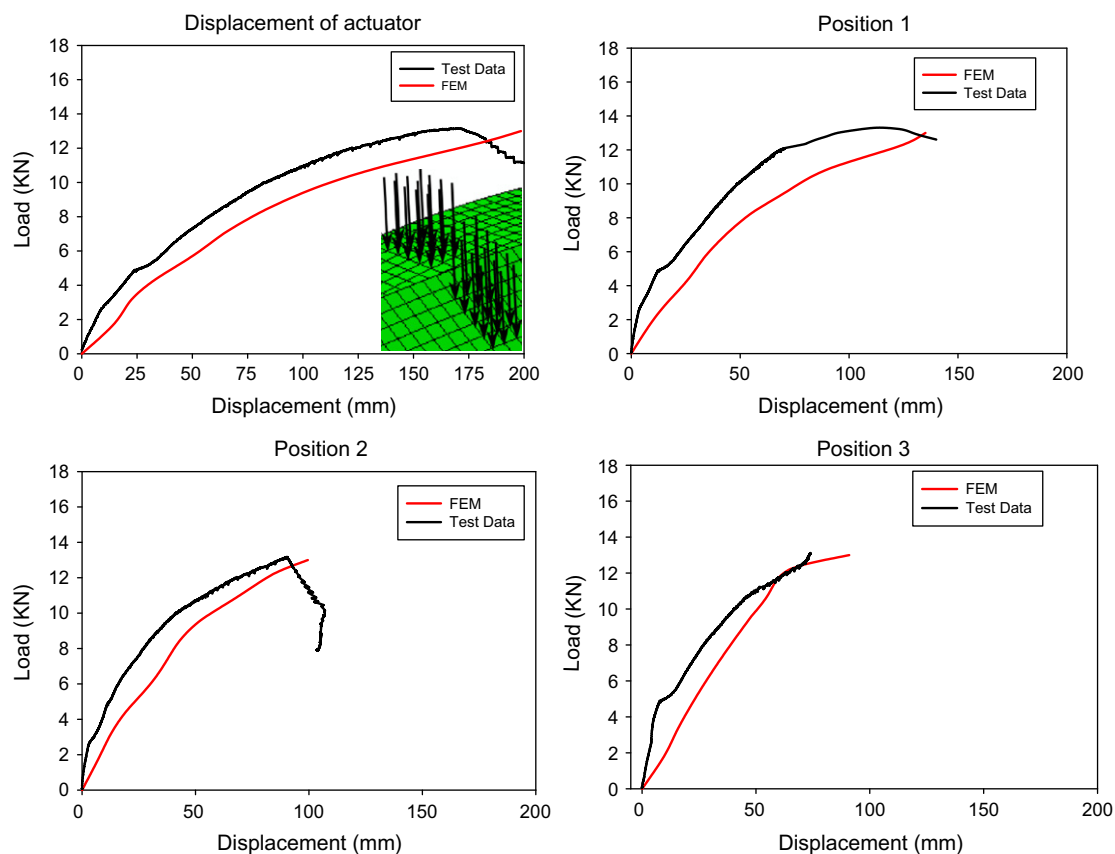 Displacement of actuator
18
16
14
12
10
8
6
4
2
0
Load (KN)
Test Data
FEM
0 25 50 75 100 125 150 175 200
Displacement (mm)
Position 1
18
16
14
12
10
8
6
4
2
0
Load (KN)
FEM
Test Data
0 50 100 150 200
Displacement (mm)
Position 2
18
16
14
12
10
8
6
4
2
0
Load (KN)
FEM
Test Data
0 50 100 150 200
Displacement (mm)
Position 3
18
16
14
12
10
8
6
4
2
0
Load (KN)
FEM
Test Data
0 50 100 150 200
Displacement (mm)